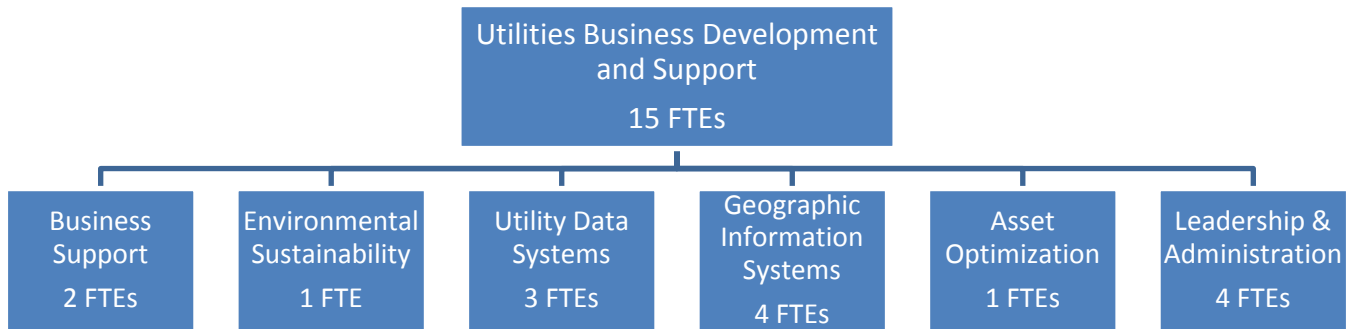 Utilities Business Development
and Support
15 FTEs
Business
Support
2 FTEs
Environmental
Sustainability
1 FTE
Utility Data
Systems
3 FTEs
Geographic
Information
Systems
4 FTEs
Asset
Optimization
1 FTEs
Leadership &
Administration
4 FTEs